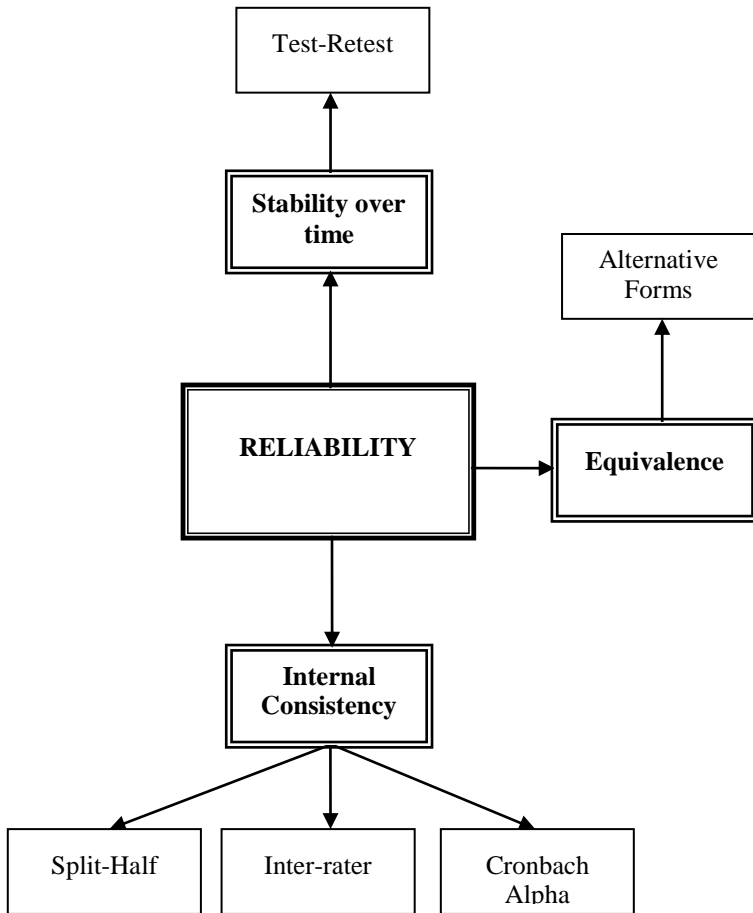 Test-Retest
Stability over
time
Alternative
Forms
RELIABILITY
Equivalence
Internal
Consistency
Split-Half
Inter-rater
Cronbach
Alpha